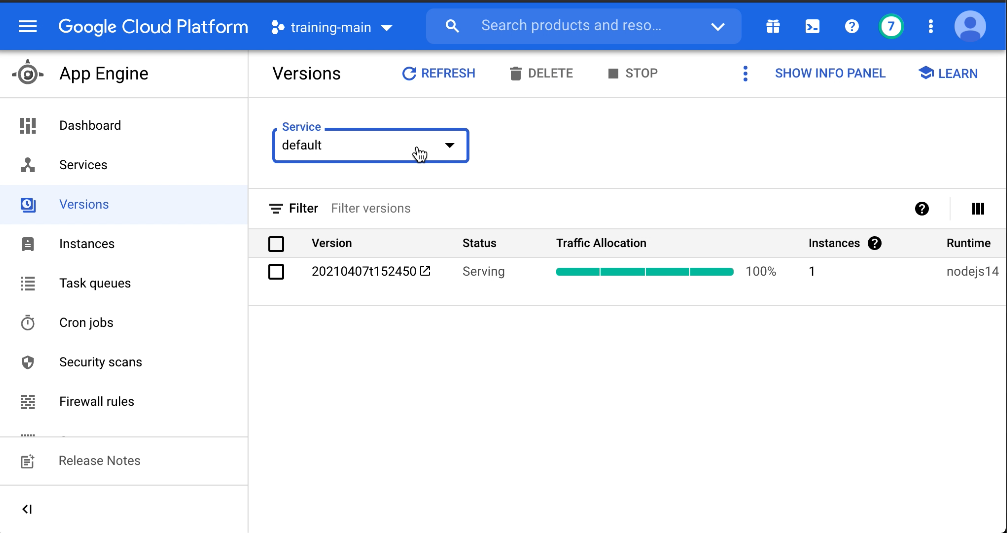 Google Cloud Platform training-main Search products and reso... 7
App Engine
Versions REFRESH DELETE STOP SHOW INFO PANEL LEARN
Dashboard
Services
Versions
Instances
Task queues
Cron jobs
Security scans
Firewall rules
Release Notes
Service
default
Filter Filter versions
Version Status Traffic Allocation Instances Runtime
20210407t152450 Serving 100% 1 nodejs14